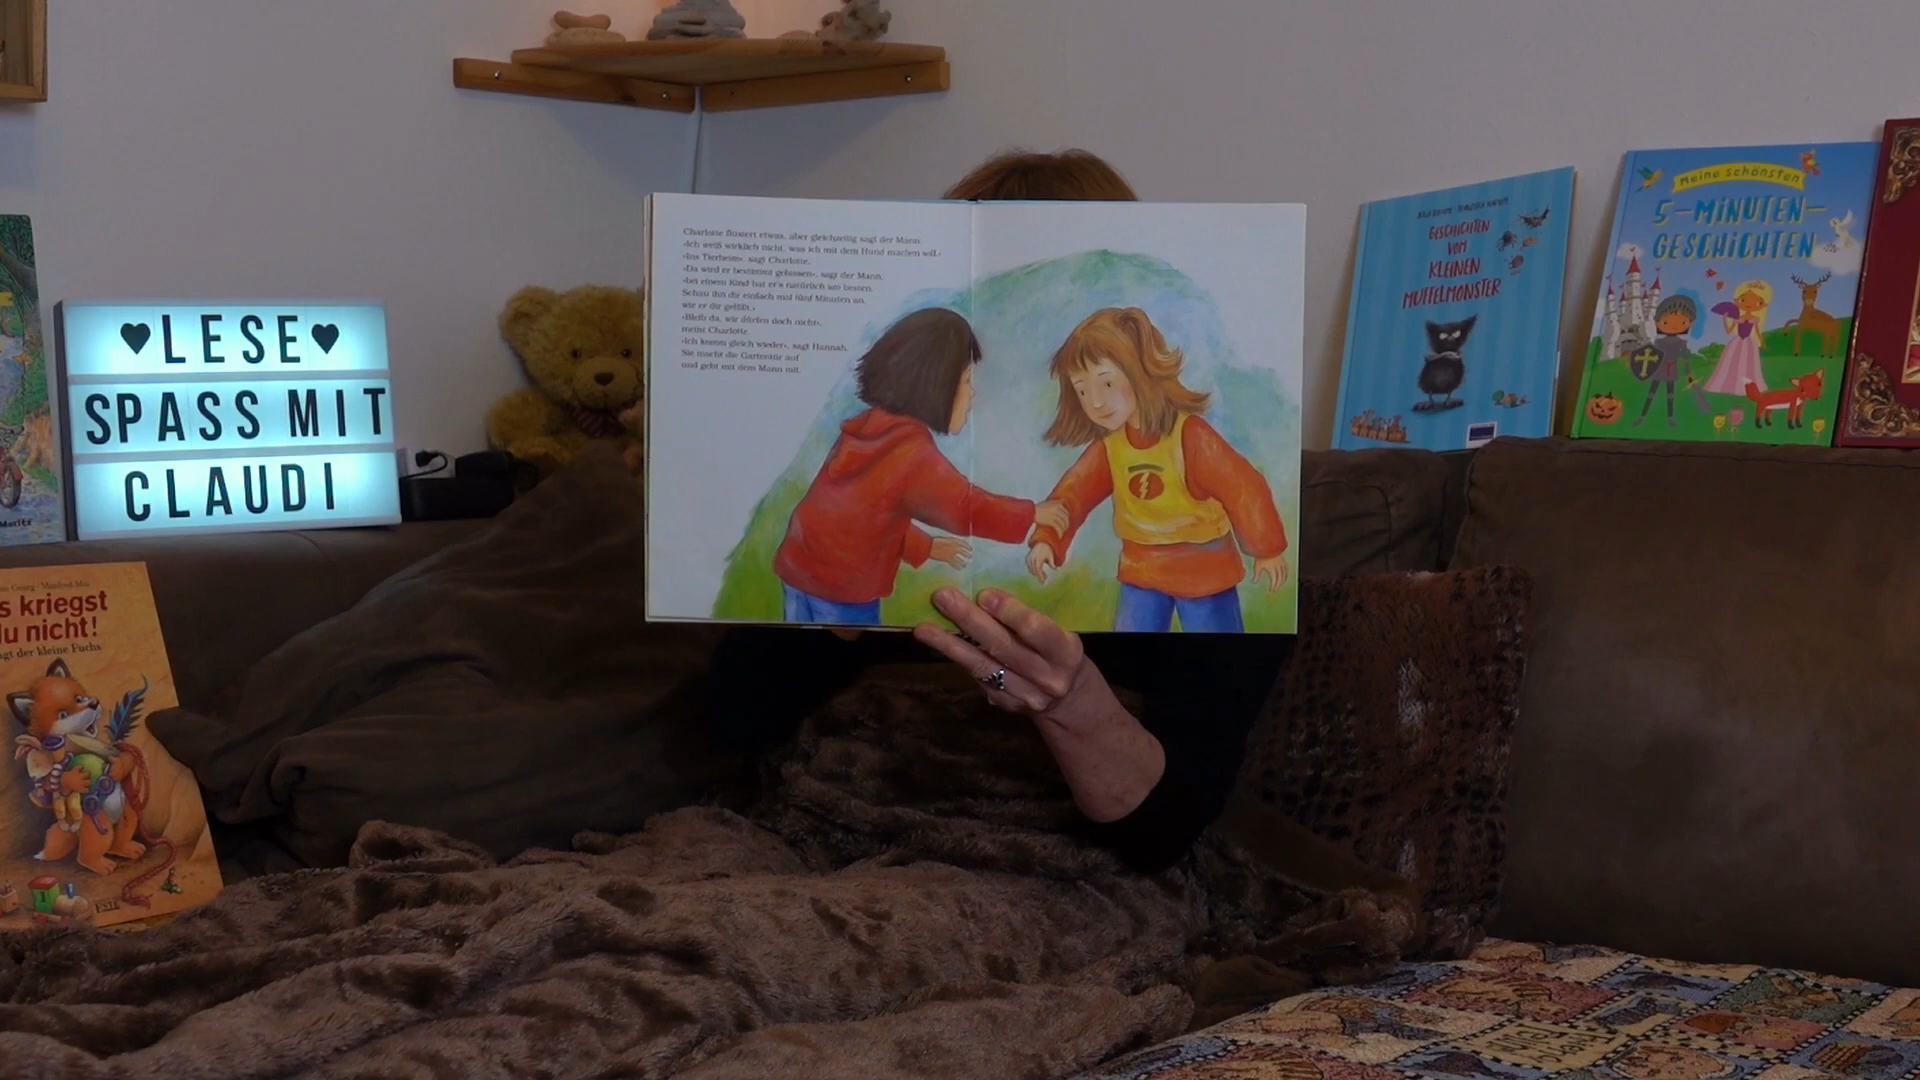 ♥LESE♥
SPASS MIT
CLAUDI
Charlotte flüstert etwas, aber gleichzeitig sagt der Mann:
«Ich weiß wirklich nicht, was ich mit dem Hund machen soll.»
«Ins Tierheim», sagt Charlotte.
«Da wird er bestimmt gebissen», sagt der Mann,
«bei einem Kind hat er's natürlich am besten.
Schau ihn dir einfach mal fünf Minuten an,
wie er dir gefällt.»
«Bleib da, wir dürfen doch nicht»,
meint Charlotte.
«Ich komm gleich wieder», sagt Hannah.
Sie macht die Gartentür auf
und geht mit dem Mann mit.
GESCHICHTEN
VOM
KLEINEN
MUFFELMONSTER
Meine schönsten
5-MINUTEN-
GESCHICHTEN
Moritz
s kriegst
du nicht!
agt der kleine Fuchs